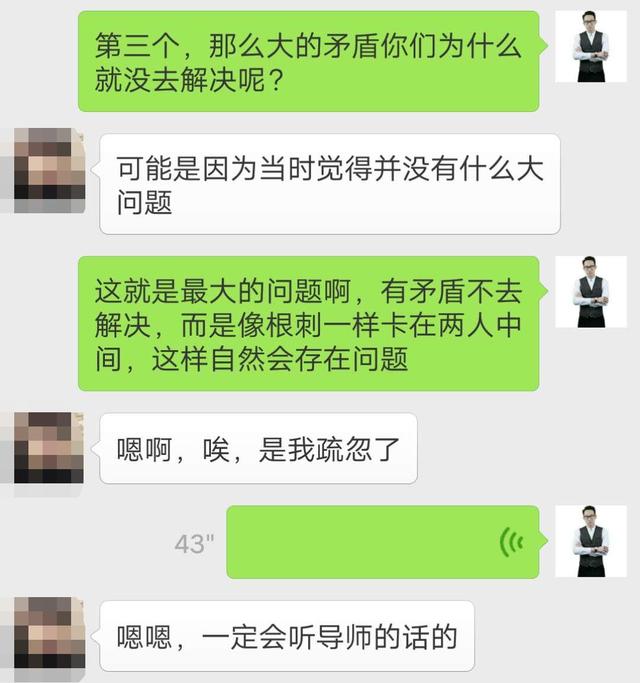 第三个，那么大的矛盾你们为什么
就没去解决呢？
可能是因为当时觉得并没有什么大
问题
这就是最大的问题啊，有矛盾不去
解决，而是像根刺一样卡在两人中
间，这样自然会存在问题
嗯啊，唉，是我疏忽了
43"
嗯嗯，一定会听导师的话的